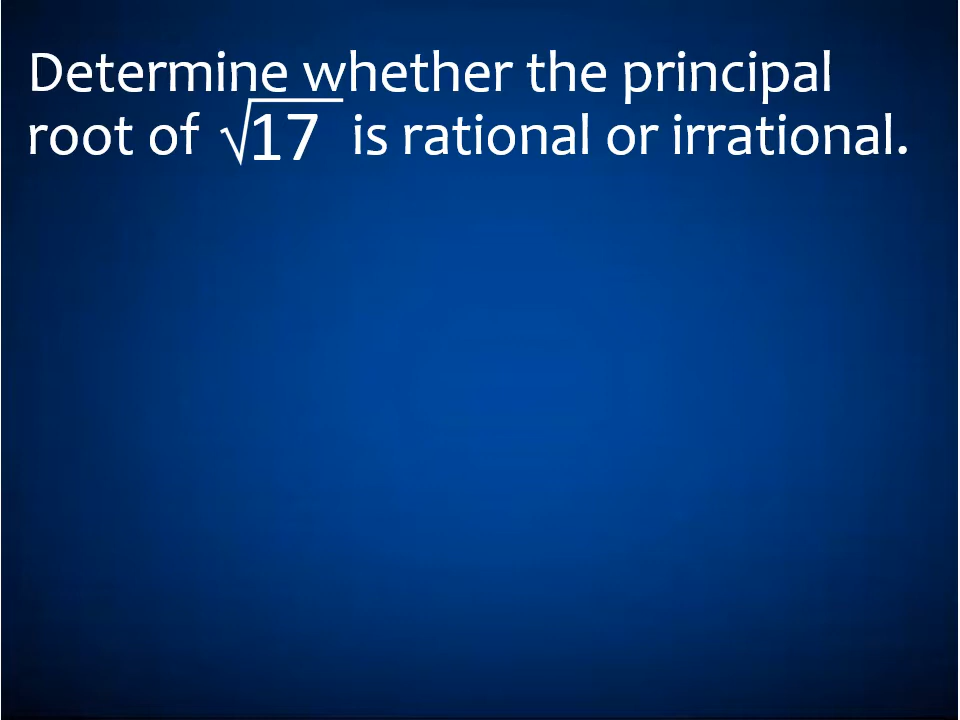 Determine whether the principal
root of √17 is rational or irrational.